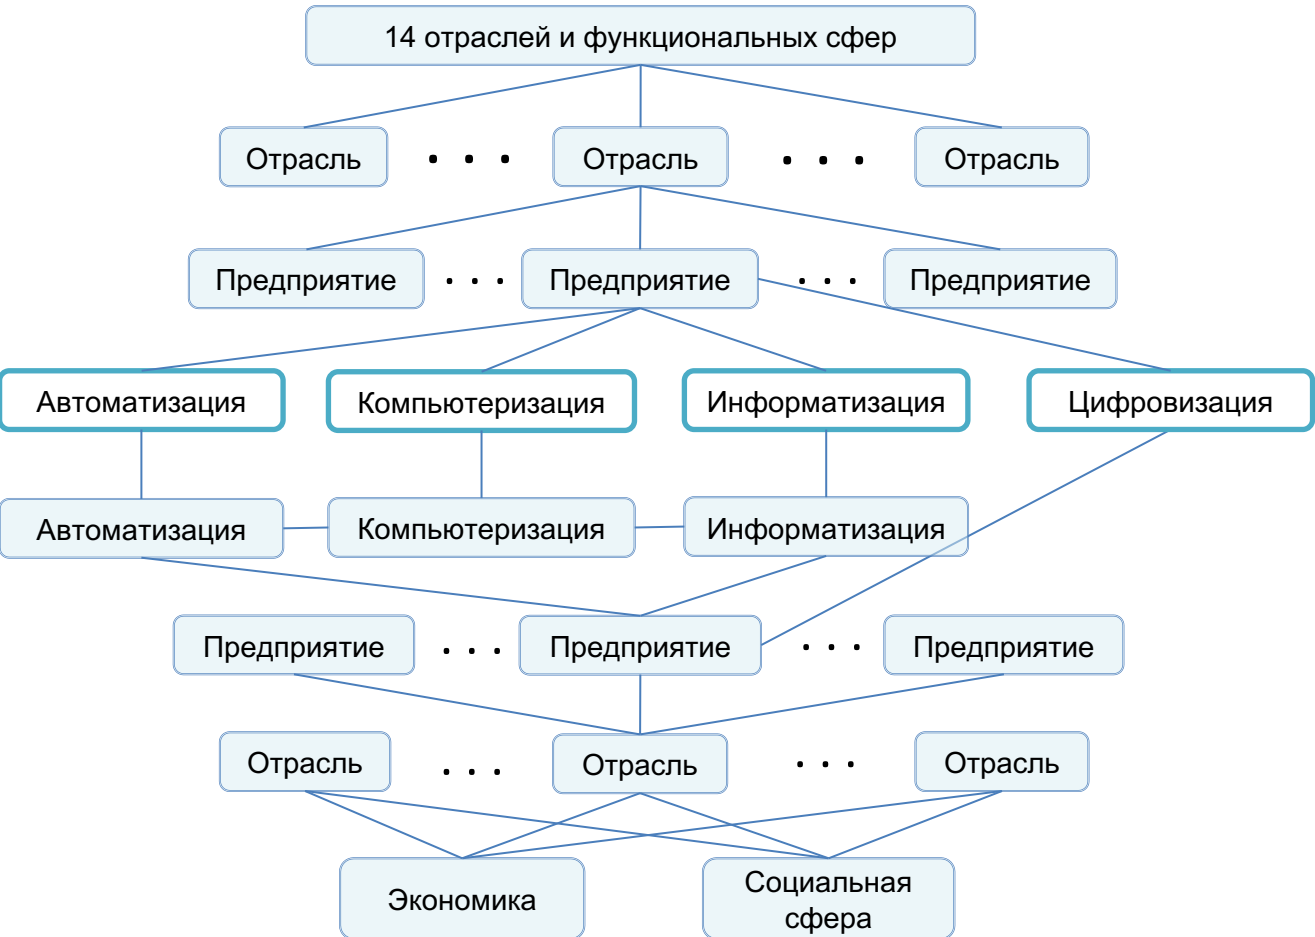 14 отраслей и функциональных сфер
Отрасль . . . Отрасль . . . Отрасль
Предприятие . . . Предприятие . . . Предприятие
Автоматизация Компьютеризация Информатизация Цифровизация
Автоматизация Компьютеризация Информатизация
Предприятие . . . Предприятие . . . Предприятие
Отрасль . . . Отрасль . . . Отрасль
Экономика Социальная
сфера